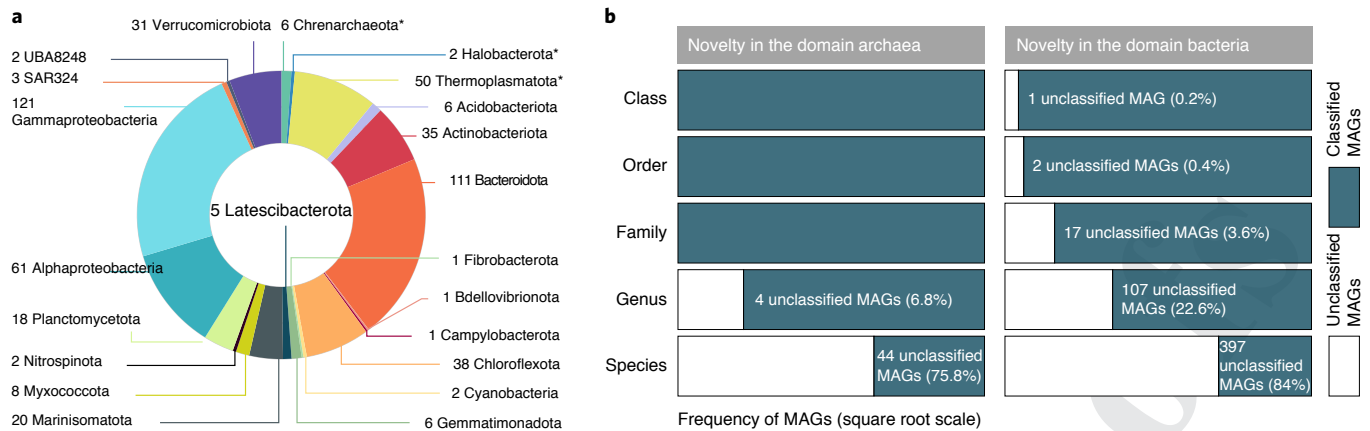 a
31 Verrucomicrobiota
6 Chrenarchaeota*
2 UBA8248
2 Halobacterota*
3 SAR324
50 Thermoplasmatota*
121
Gammaproteobacteria
6 Acidobacteriota
35 Actinobacteriota
111 Bacteroidota
5 Latescibacterota
61 Alphaproteobacteria
1 Fibrobacterota
1 Bdellovibrionota
18 Planctomycetota
1 Campylobacterota
2 Nitrospinota
38 Chloroflexota
8 Myxococcota
2 Cyanobacteria
20 Marinisomatota
6 Gemmatimonadota
b
Novelty in the domain archaea
Novelty in the domain bacteria
Class
1 unclassified MAG (0.2%)
Order
2 unclassified MAGs (0.4%)
Family
17 unclassified MAGs (3.6%)
Genus
4 unclassified MAGs (6.8%)
107 unclassified
MAGs (22.6%)
Species
44 unclassified
MAGs (75.8%)
397
unclassified
MAGs (84%)
Frequency of MAGs (square root scale)
Classified
MAGs
Unclassified
MAGs